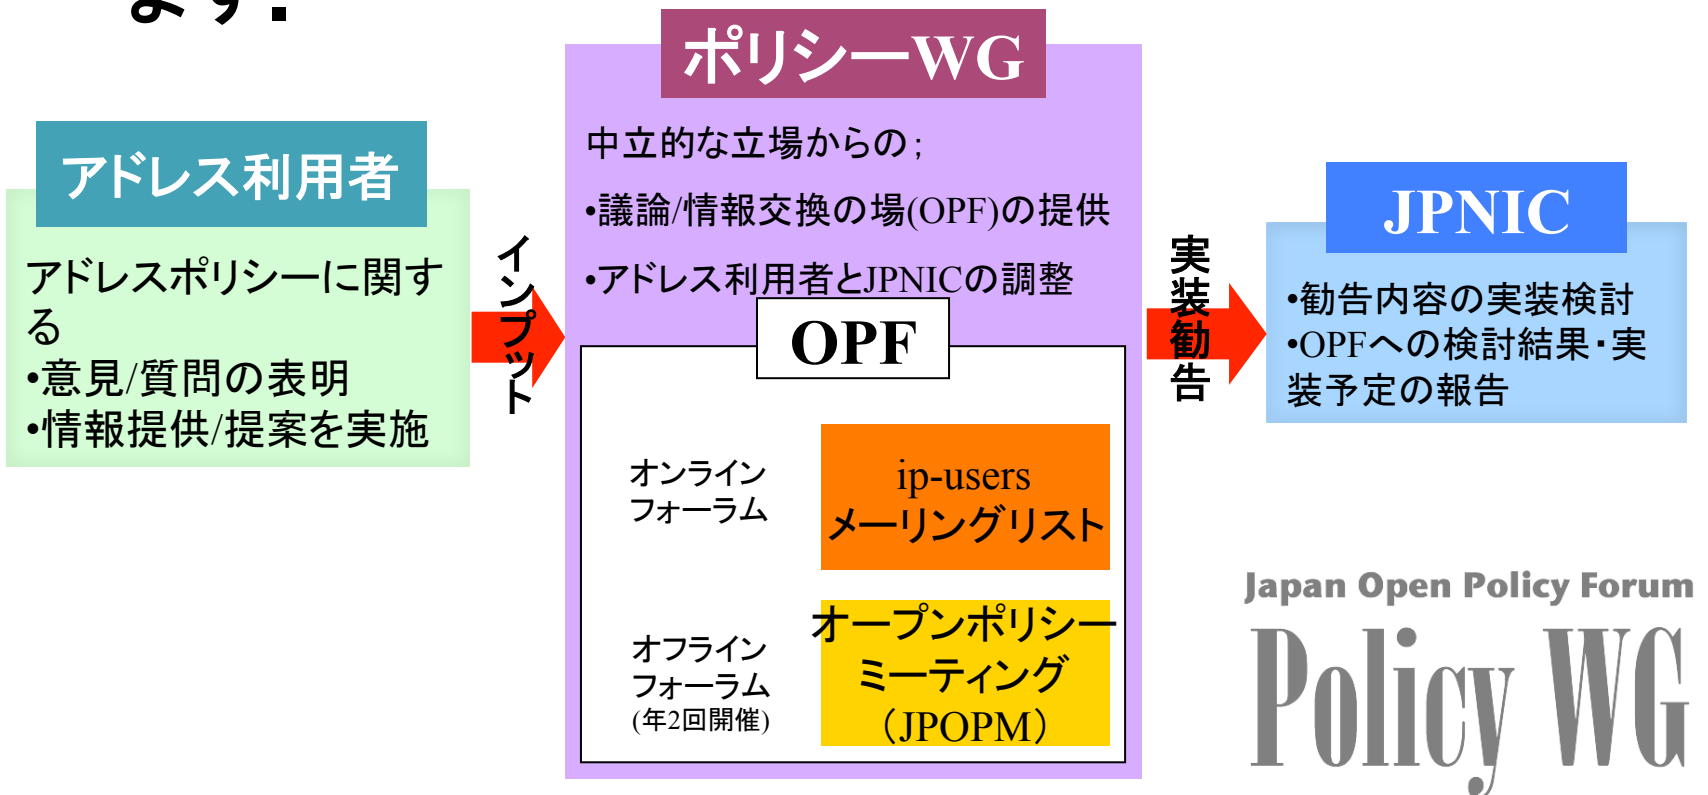 ます.
アドレス利用者
アドレスポリシーに関す
る
•意見/質問の表明
•情報提供/提案を実施
インプット
ポリシーWG
中立的な立場からの;
•議論/情報交換の場(OPF)の提供
•アドレス利用者とJPNICの調整
OPF
オンライン
フォーラム
ip-users
メーリングリスト
オフライン
フォーラム
(年2回開催)
オープンポリシー
ミーティング
（JPOPM）
実装勧告
JPNIC
•勧告内容の実装検討
•OPFへの検討結果・実
装予定の報告
Japan Open Policy Forum
Policy WG